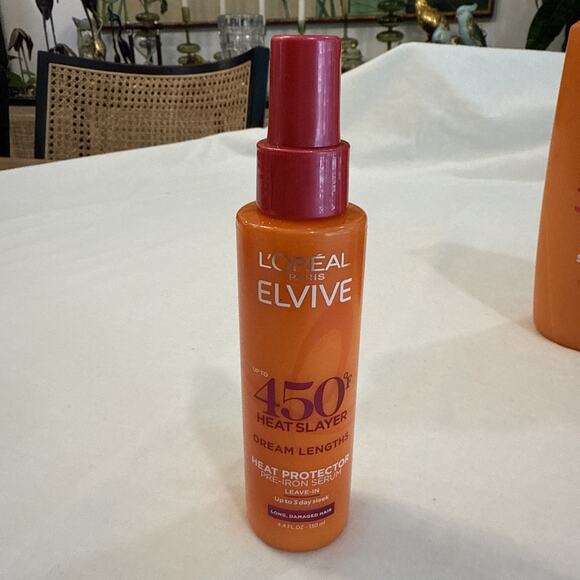 L'ORÉAL
PARIS
ELVIVE
UP TO
450°F
HEAT SLAYER
DREAM LENGTHS
HEAT PROTECTOR
PRE-IRON SERUM
LEAVE-IN
Up to 3 day sleek
LONG, DAMAGED HAIR
4.4 FL OZ - 130 ml